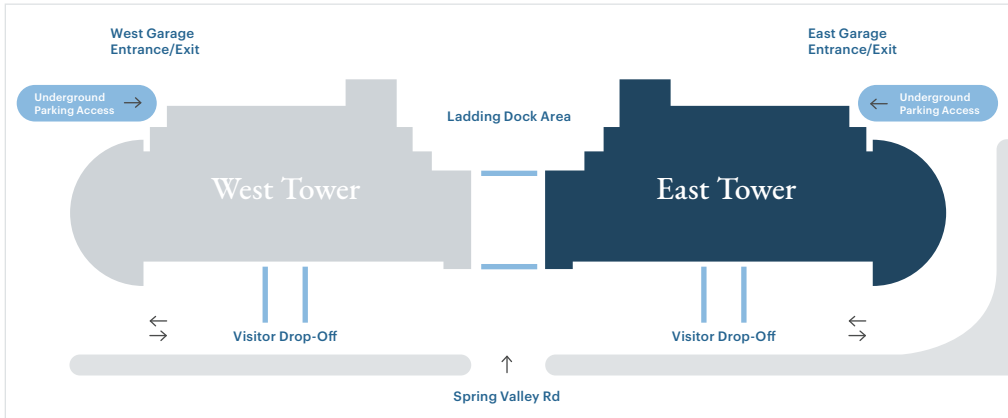 West Garage
Entrance/Exit
East Garage
Entrance/Exit
Underground
Parking Access
Ladding Dock Area
Underground
Parking Access
West Tower
East Tower
Visitor Drop-Off
Visitor Drop-Off
Spring Valley Rd